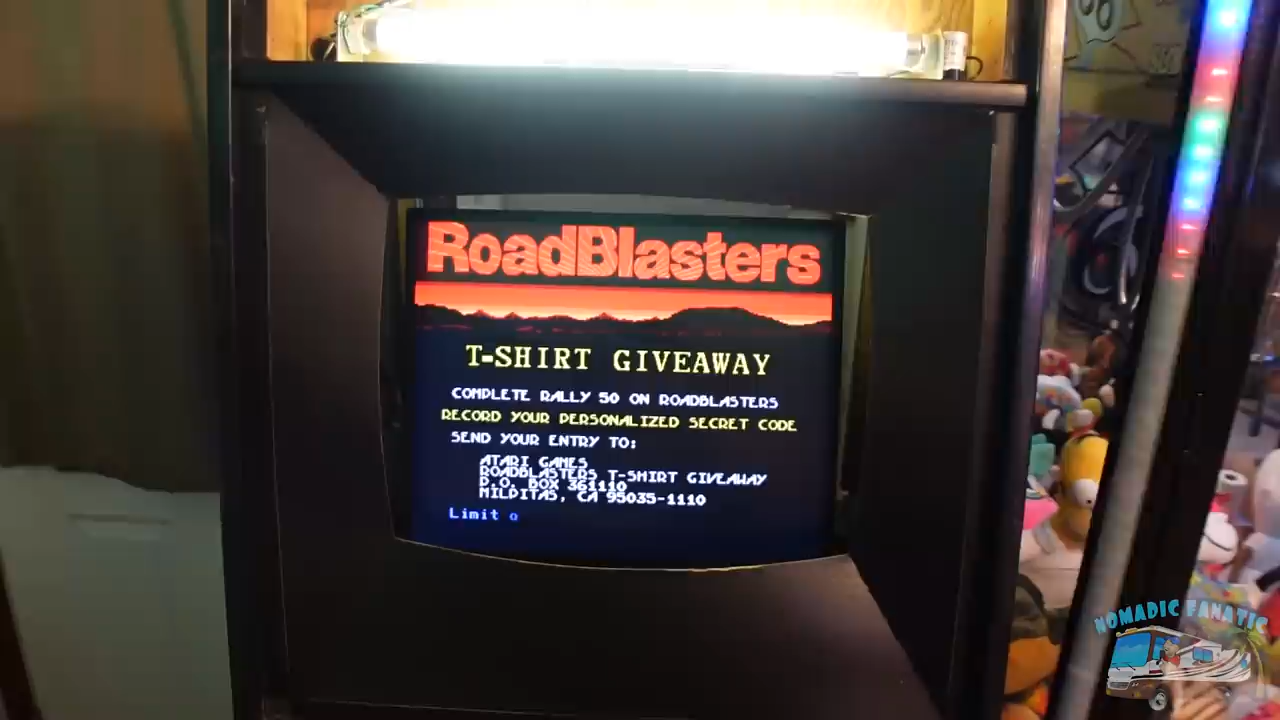 RoadBlasters
T-SHIRT GIVEAWAY
COMPLETE RALLY 50 ON ROADBLASTERS
RECORD YOUR PERSONALIZED SECRET CODE
SEND YOUR ENTRY TO:
ATARI GAMES
ROADBLASTERS T-SHIRT GIVEAWAY
P.O. BOX 361110
MILPITAS, CA 95035-1110
Limit o
NOMADIC FANATIC